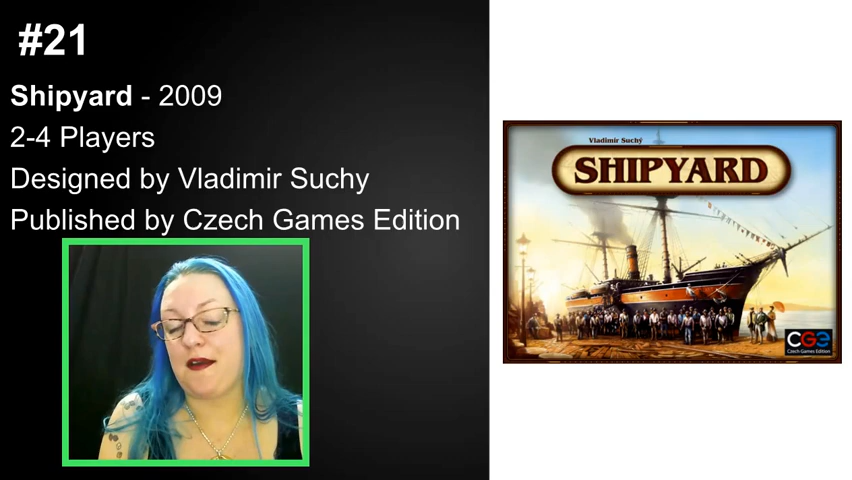 #21
Shipyard - 2009
2-4 Players
Designed by Vladimir Suchy
Published by Czech Games Edition
Vladimír Suchý
SHIPYARD
CGE
Czech Games Edition